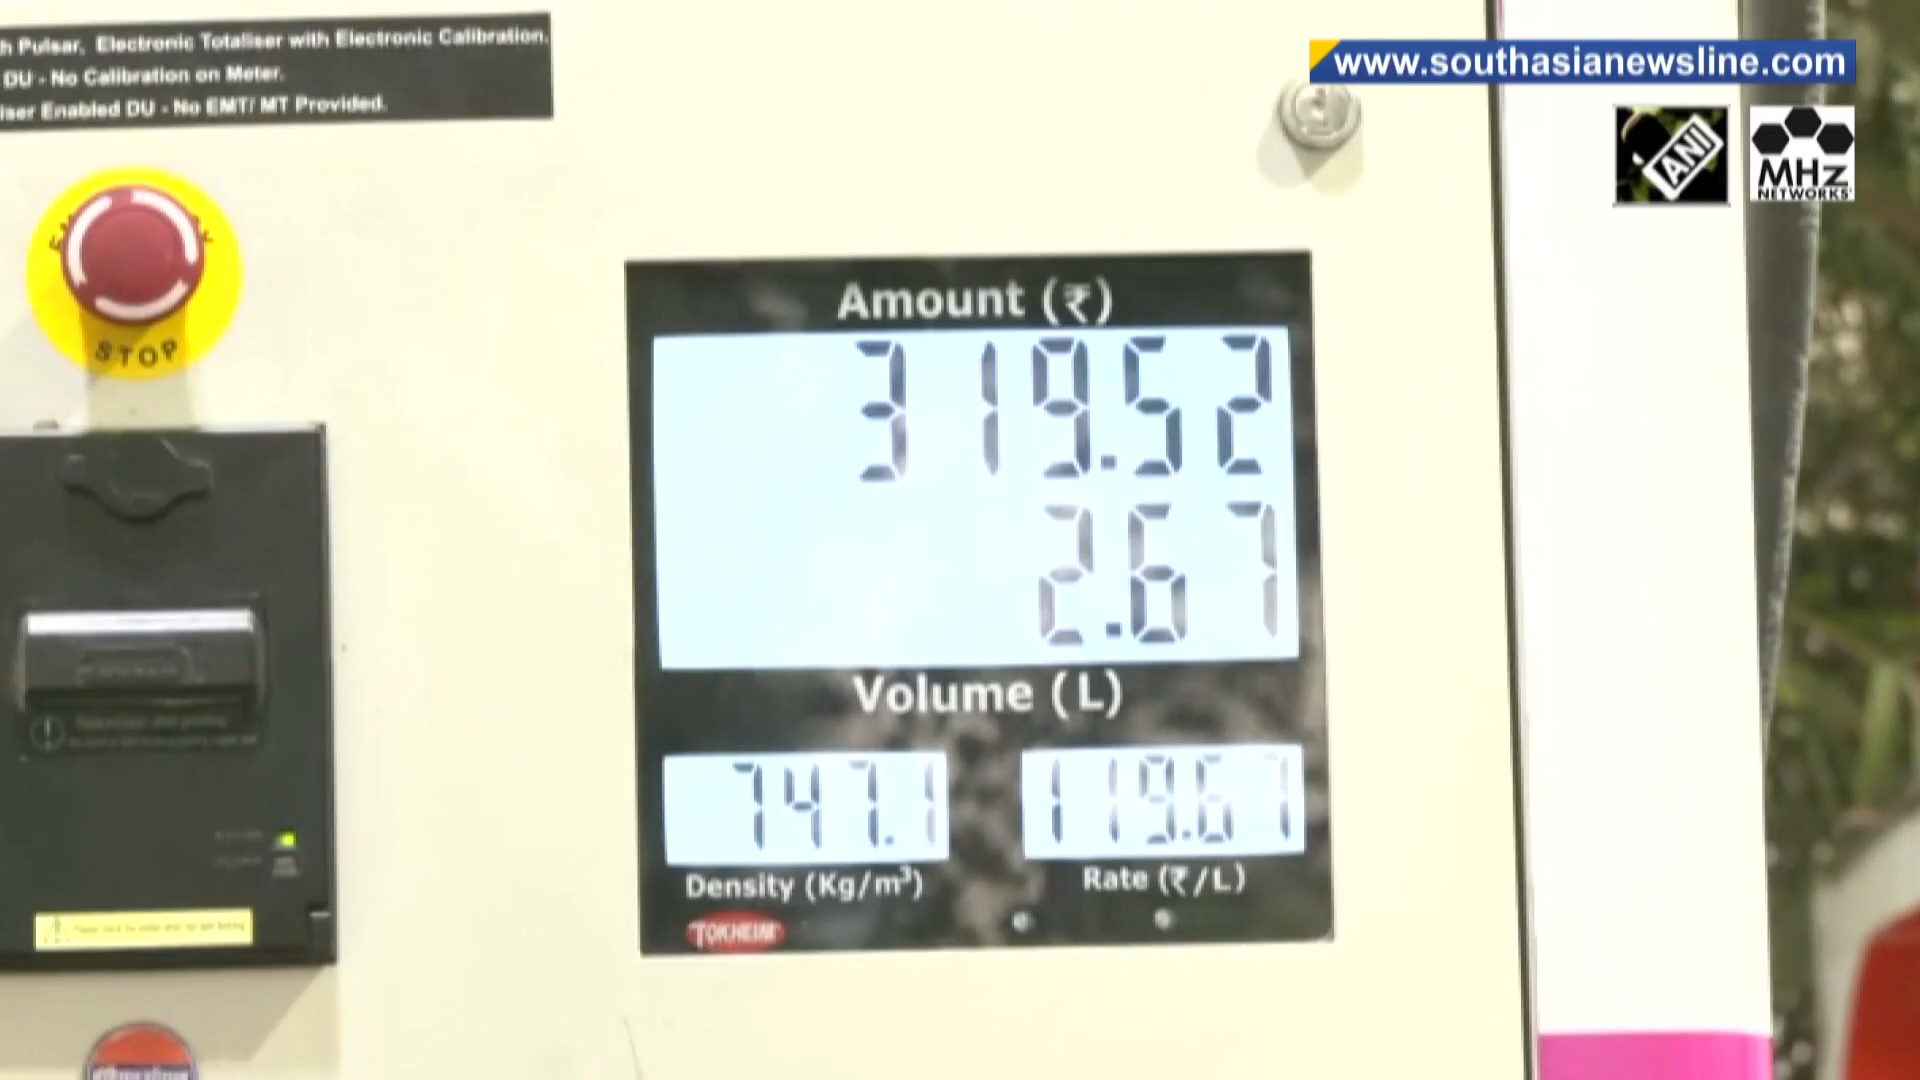 h Pulsar, Electronic Totaliser with Electronic Calibration.
DU - No Calibration on Meter.
iser Enabled DU - No EMT/ MT Provided.
www.southasianewsline.com
ANI
MHz
NETWORKS
STOP
Amount (₹)
319.52
2.67
Volume (L)
747.1
119.67
Density (Kg/m³)
Rate (₹/L)
TOKHEIM